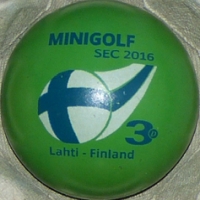 MINIGOLF
SEC 2016
3
Lahti - Finland